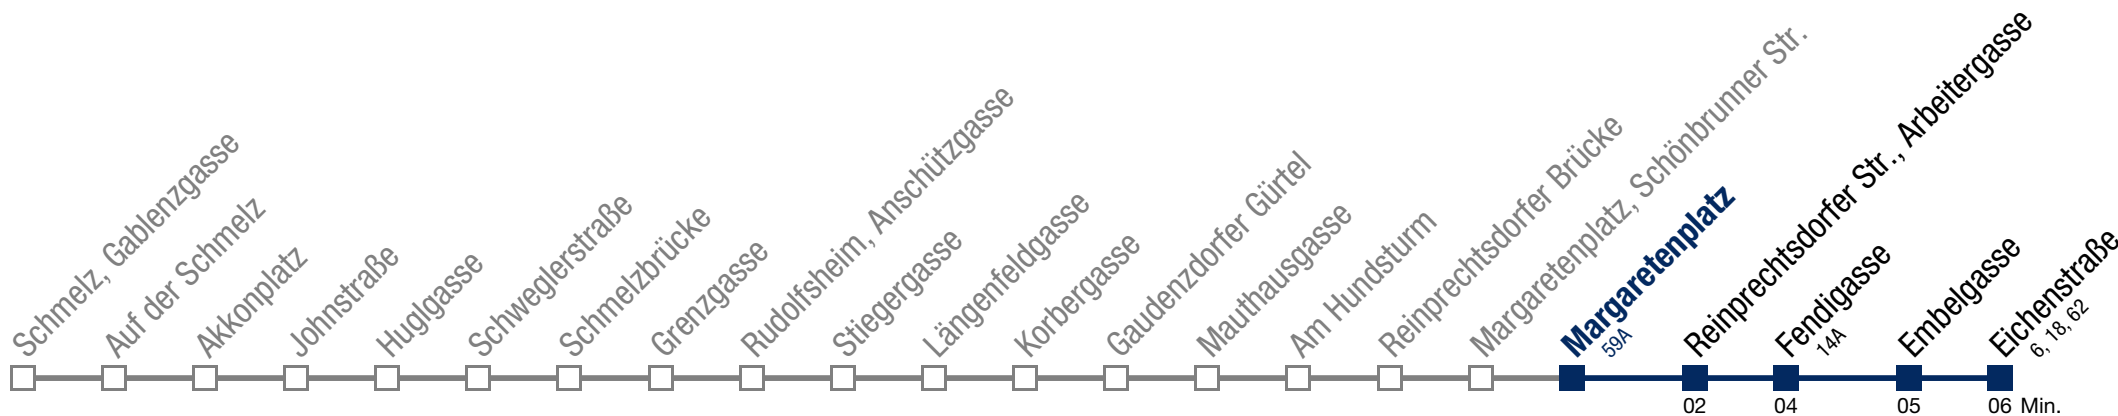 Schmelz, Gablenzgasse
Auf der Schmelz
Akkonplatz
Johnstraße
Huglgasse
Schweglerstraße
Schmelzbrücke
Grenzgasse
Rudolfsheim, Anschützgasse
Stiegergasse
Längenfeldgasse
Korbergasse
Gaudenzdorfer Gürtel
Mauthausgasse
Am Hundsturm
Reinprechtsdorfer Brücke
Margaretenplatz, Schönbrunner Str.
Margaretenplatz
59A
Reinprechtsdorfer Str., Arbeitergasse
Fendigasse
14A
Embelgasse
Eichenstraße
6, 18, 62
02 04 05 06 Min.